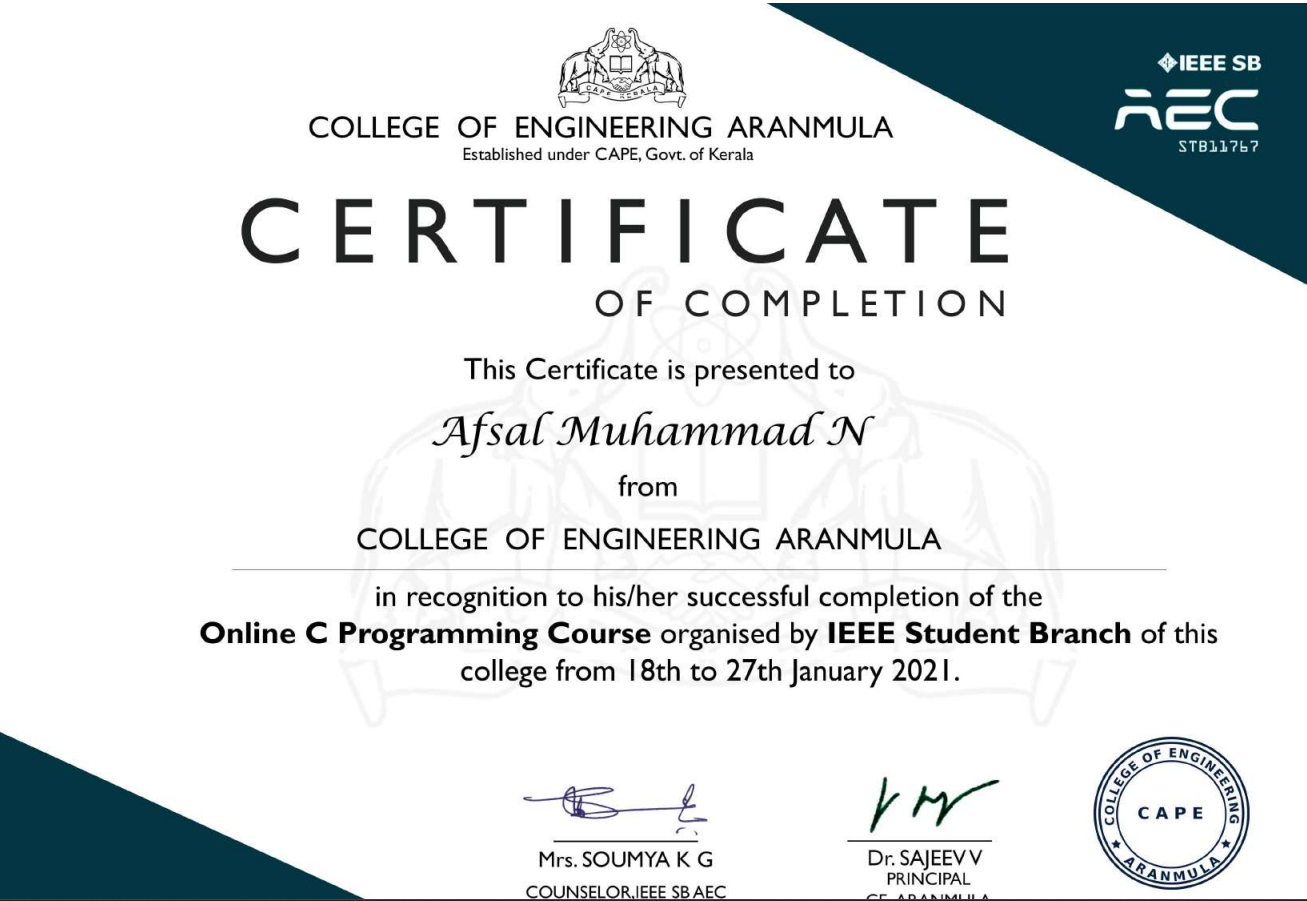 CAPE KERALA
COLLEGE OF ENGINEERING ARANMULA
Established under CAPE, Govt. of Kerala
IEEE SB
AEC
STB11767
CERTIFICATE
OF COMPLETION
This Certificate is presented to
Afsal Muhammad N
from
COLLEGE OF ENGINEERING ARANMULA
in recognition to his/her successful completion of the
Online C Programming Course organised by IEEE Student Branch of this
college from 18th to 27th January 2021.
Mrs. SOUMYA K G
COUNSELOR,IEEE SB AEC
Dr. SAJEEV V
PRINCIPAL
CE ARANMULA
COLLEGE OF ENGINEERING
CAPE
ARANMULA